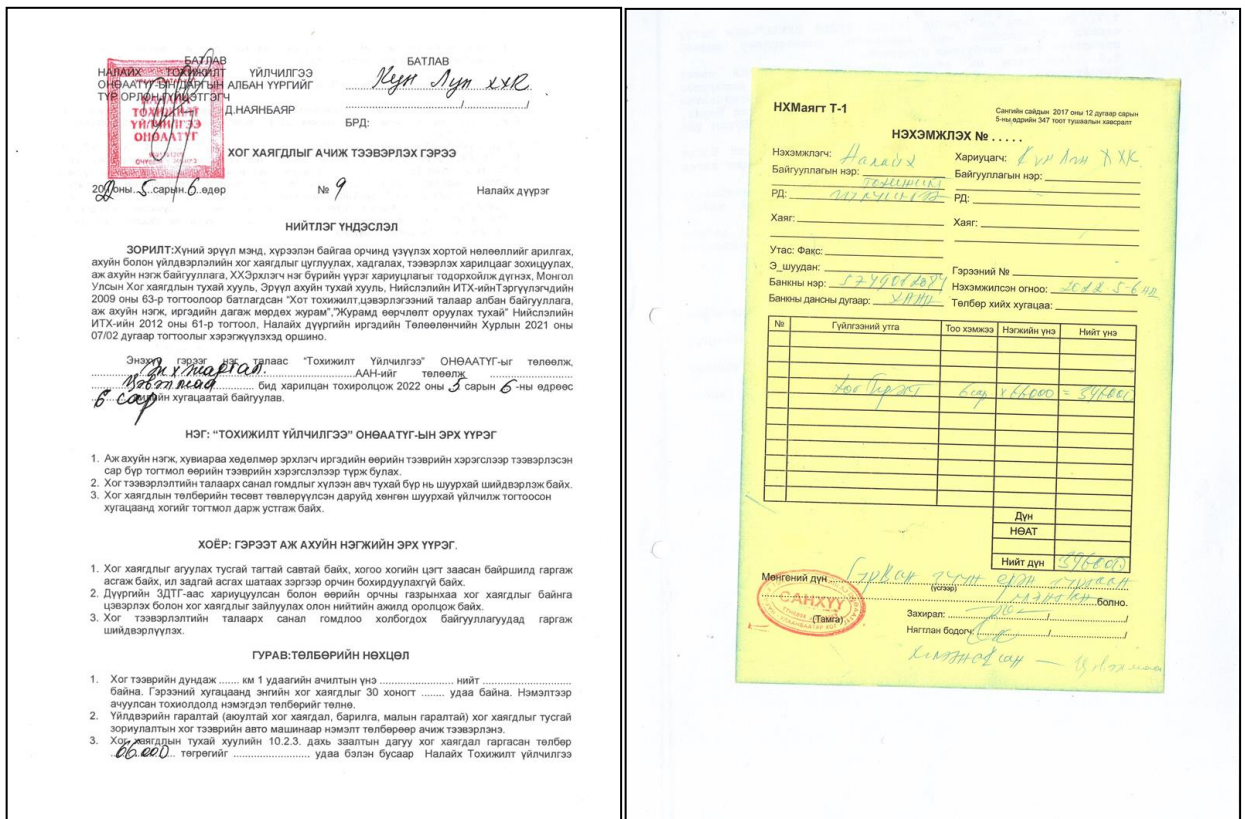 БАТЛАВ
НАЛАЙХ ТОХИЖИЛТ ҮЙЛЧИЛГЭЭ
ОНӨААТҮГ-ЫН ДАРГЫН АЛБАН ҮҮРГИЙГ
ТҮР ОРЛОН ГҮЙЦЭТГЭГЧ
Д.НАЯНБАЯР
ТОХИЖИЛТ
ҮЙЛЧИЛГЭЭ
ОНӨААТҮГ
БАТЛАВ
Кун Лун ХХК
БРД:
ХОГ ХАЯГДЛЫГ АЧИЖ ТЭЭВЭРЛЭХ ГЭРЭЭ
2022 оны 5 сарын 6 өдөр № 9 Налайх дүүрэг
НИЙТЛЭГ ҮНДЭСЛЭЛ
ЗОРИЛТ:Хүний эрүүл мэнд, хүрээлэн байгаа орчинд үзүүлэх хортой нөлөөллийг арилгах,
ахуйн болон үйлдвэрлэлийн хог хаягдлыг цуглуулах, хадгалах, тээвэрлэх харилцааг зохицуулах,
аж ахуйн нэгж байгууллага, ХХЭрхлэгч нэг бүрийн үүрэг хариуцлагыг тодорхойлж дүгнэх, Монгол
Улсын Хог хаягдлын тухай хууль, Эрүүл ахуйн тухай хууль, Нийслэлийн ИТХ-ийнТэргүүлэгчдийн
2009 оны 63-р тогтоолоор батлагдсан “Хот тохижилт,цэвэрлэгээний талаар албан байгууллага,
аж ахуйн нэгж, иргэдийн дагаж мөрдөх журам”,”Журамд өөрчлөлт оруулах тухай” Нийслэлийн
ИТХ-ийн 2012 оны 61-р тогтоол, Налайх дүүргийн иргэдийн Төлөөлөнчийн Хурлын 2021 оны
07/02 дугаар тогтоолыг хэрэгжүүлэхэд оршино.
Энэхүү гэрээг нэг талаас “Тохижилт Үйлчилгээ” ОНӨААТҮГ-ыг төлөөлж,
Энхжаргал ААН-ийг төлөөлж
Цэвэлмаа бид харилцан тохиролцож 2022 оны 5 сарын 6-ны өдрөөс
6 сар хугацаатай байгуулав.
НЭГ: “ТОХИЖИЛТ ҮЙЛЧИЛГЭЭ” ОНӨААТҮГ-ЫН ЭРХ ҮҮРЭГ
1. Аж ахуйн нэгж, хувиараа хөдөлмөр эрхлэгч иргэдийн өөрийн тээврийн хэрэгслээр тээвэрлэсэн
сар бүр тогтмол өөрийн тээврийн хэрэгслэлээр түрж булах.
2. Хог тээвэрлэлтийн талаарх санал гомдлыг хүлээн авч тухай бүр нь шуурхай шийдвэрлэж байх.
3. Хог хаягдлын төлбөрийн төсөвт төвлөрүүлсэн даруйд хөнгөн шуурхай үйлчилж тогтоосон
хугацаанд хогийг тогтмол дарж устгаж байх.
ХОЁР: ГЭРЭЭТ АЖ АХУЙН НЭГЖИЙН ЭРХ ҮҮРЭГ.
1. Хог хаягдлыг агуулах тусгай тагтай савтай байх, хогоо хогийн цэгт заасан байршилд гаргаж
асгаж байх, ил задгай асгах шатаах зэргээр орчин бохирдуулахгүй байх.
2. Дүүргийн ЗДТГ-аас хариуцуулсан болон өөрийн орчны газрынхаа хог хаягдлыг байнга
цэвэрлэх болон хог хаягдлыг зайлуулах олон нийтийн ажилд оролцож байх.
3. Хог тээвэрлэлтийн талаарх санал гомдлоо холбогдох байгууллагуудад гаргаж
шийдвэрлүүлэх.
ГУРАВ:ТӨЛБӨРИЙН НӨХЦӨЛ
1. Хог тээврийн дундаж ....... км 1 удаагийн ачилтын үнэ ....................... нийт .......................
байна. Гэрээний хугацаанд энгийн хог хаягдлыг 30 хоногт ........ удаа байна. Нэмэлтээр
ачуулсан тохиолдолд нэмэгдэл төлбөрийг төлнө.
2. Үйлдвэрийн гаралтай (аюултай хог хаягдал, барилга, малын гаралтай) хог хаягдлыг тусгай
зориулалтын хог тээврийн авто машинаар нэмэлт төлбөрөөр ачиж тээвэрлэнэ.
3. Хог хаягдлын тухай хуулийн 10.2.3. дахь заалтын дагуу хог хаягдал гаргасан төлбөр
66.000 төгрөгийг .......................... удаа бэлэн бусаар Налайх Тохижилт үйлчилгээ
НХМаягт Т-1
Сангийн сайдын 2017 оны 12 дугаар сарын
5-ны өдрийн 347 тоот тушаалын хавсралт
НЭХЭМЖЛЭХ № . . . . .
Нэхэмжлэгч: Налайх Хариуцагч: Кун Лун ХХК
Байгууллагын нэр: Байгууллагын нэр:
тохижилт
РД: РД:
Хаяг: Хаяг:
Утас: Факс:
Э_шуудан: Гэрээний №
Банкны нэр: Нэхэмжилсэн огноо: 2022-5-6
Банкны дансны дугаар: ХААН Төлбөр хийх хугацаа:
№ Гүйлгээний утга Тоо хэмжээ Нэгжийн үнэ Нийт үнэ
6 сар x 66000 = 396000
Дүн
НӨАТ
Нийт дүн 396000
Мөнгөний дүн Гурван зуун ерэн зургаан
(үсгээр)
мянган болно.
САНХҮҮ
(Тамга)
Захирал:
Нягтлан бодогч:
Цэвэлмаа